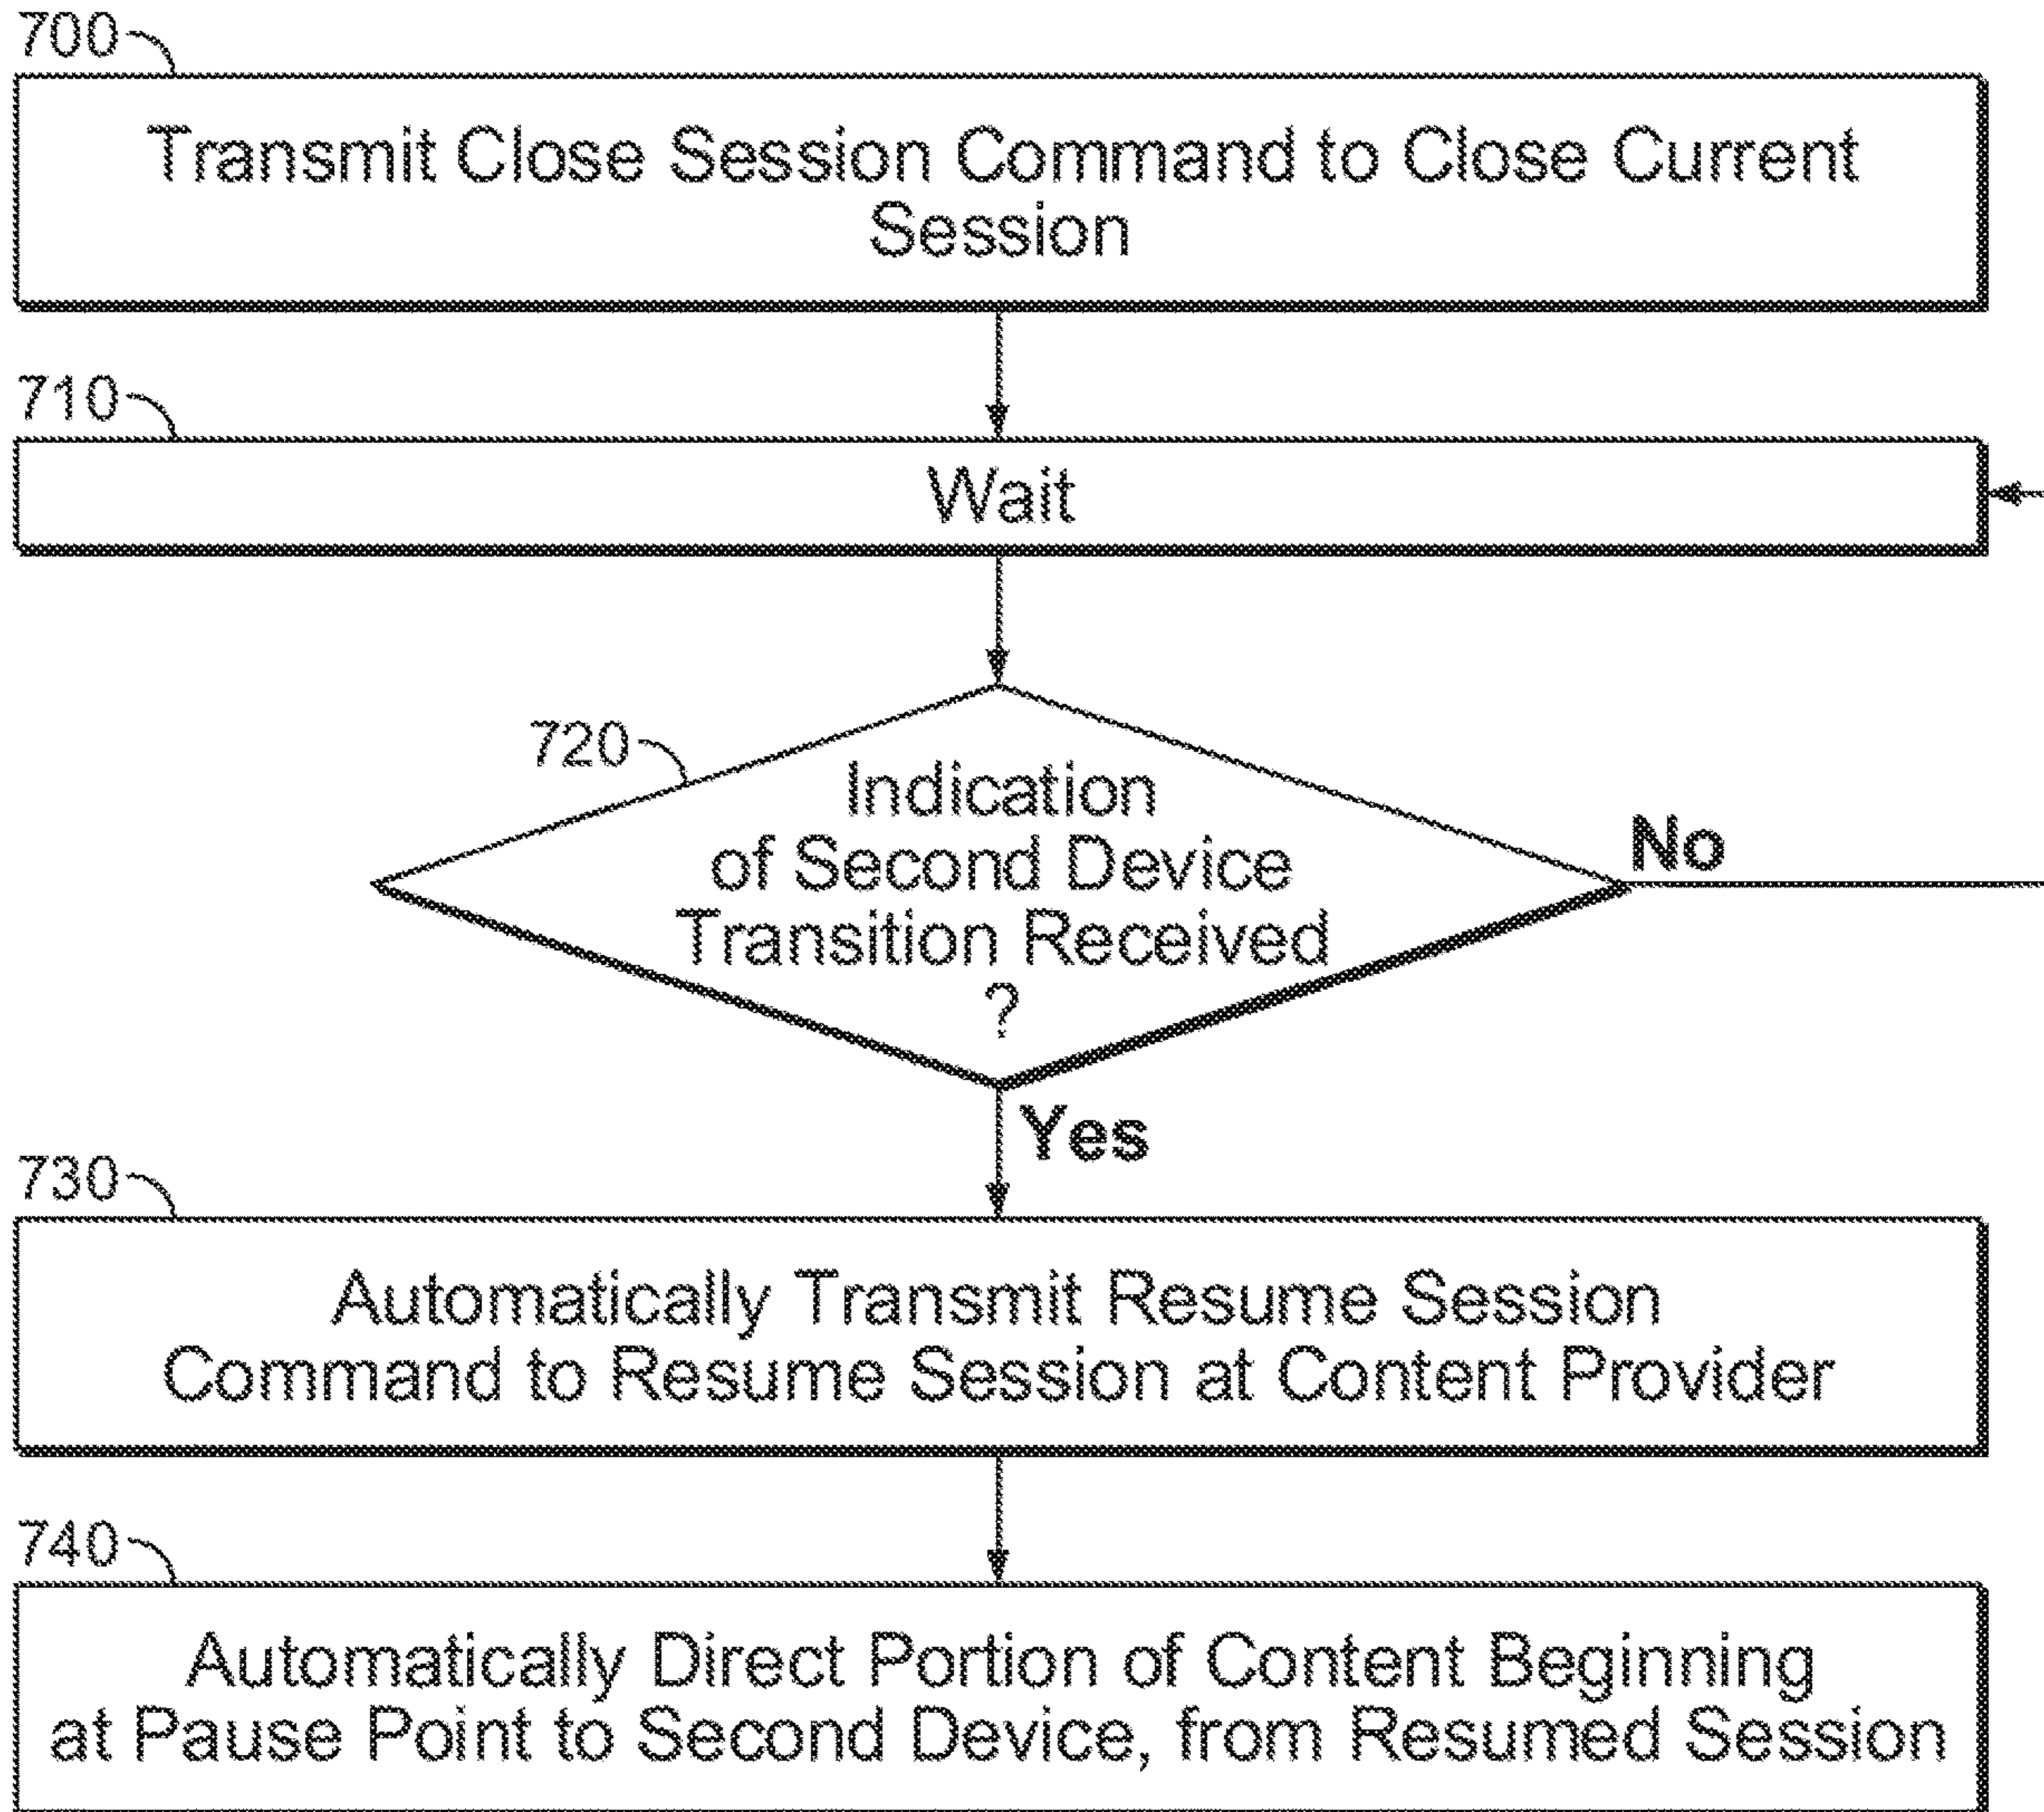 700
Transmit Close Session Command to Close Current
Session
710
Wait
720
Indication
of Second Device
Transition Received
?
No
Yes
730
Automatically Transmit Resume Session
Command to Resume Session at Content Provider
740
Automatically Direct Portion of Content Beginning
at Pause Point to Second Device, from Resumed Session